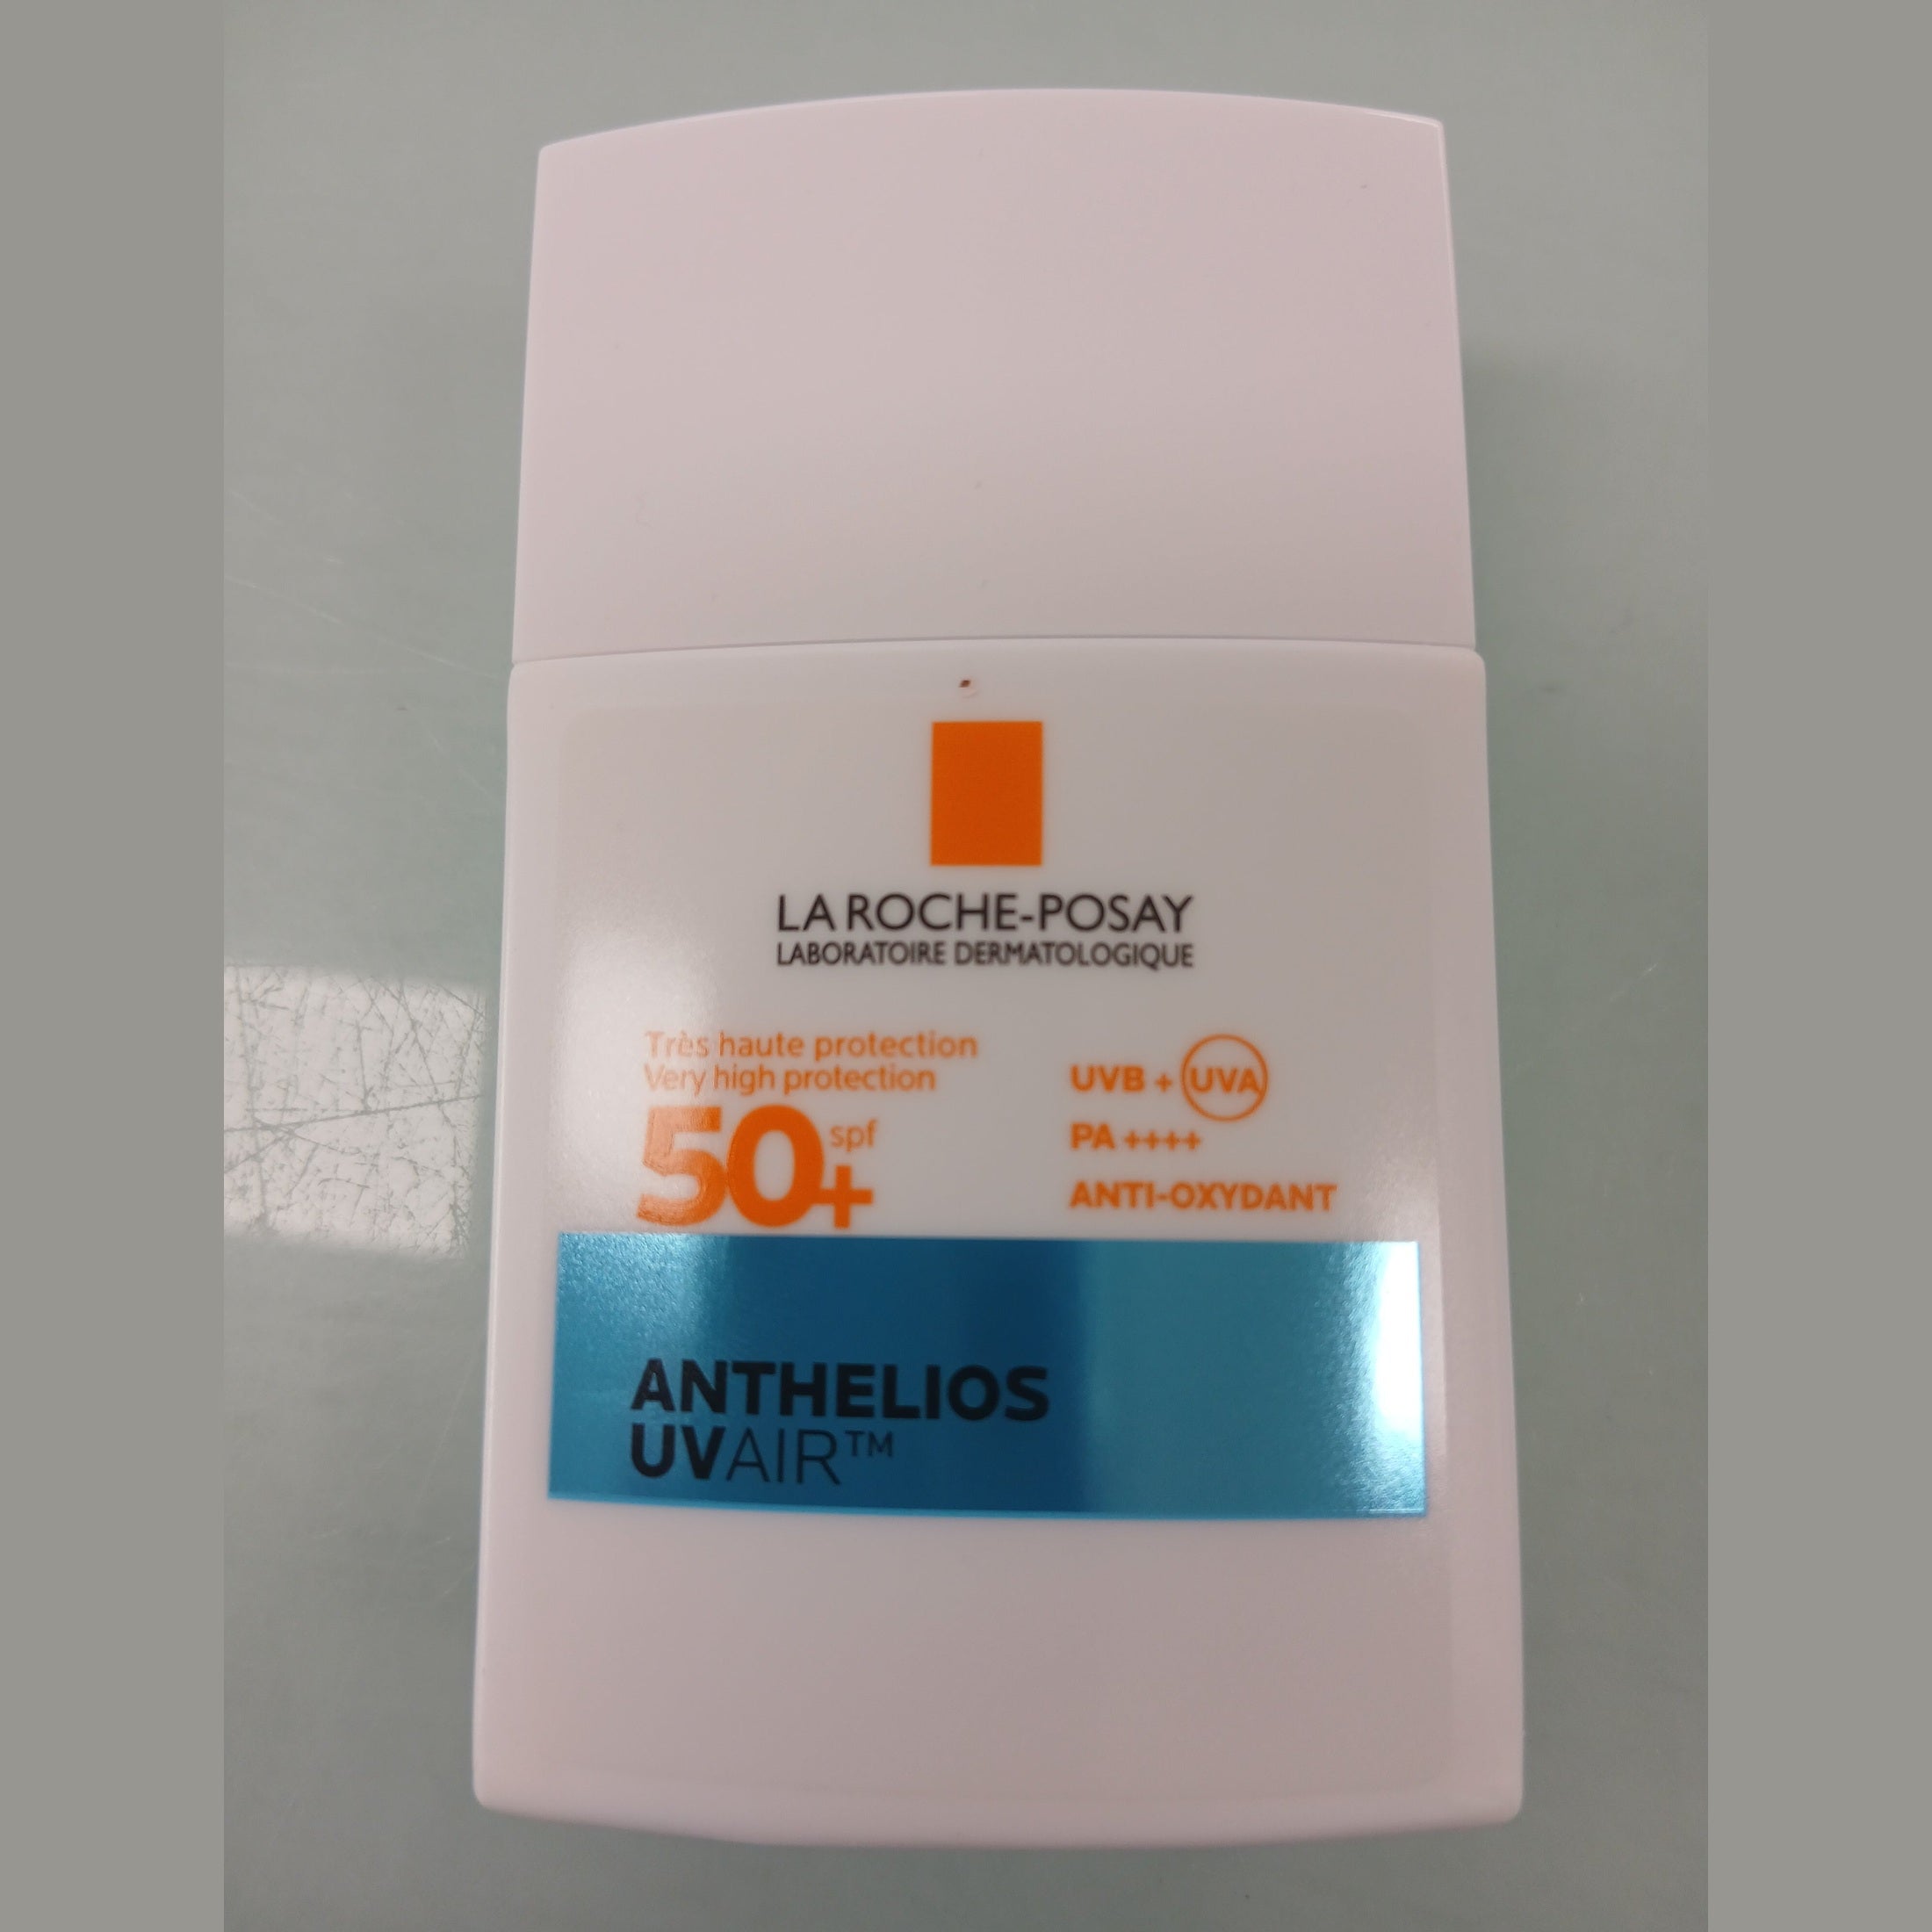 LA ROCHE-POSAY
LABORATOIRE DERMATOLOGIQUE
Très haute protection
Very high protection
50+ spf
UVB + UVA
PA ++++
ANTI-OXYDANT
ANTHELIOS
UVAIR™